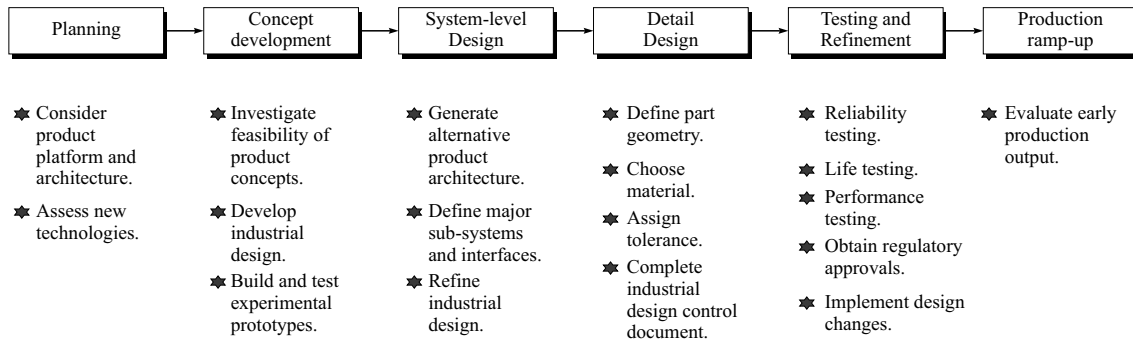 Planning
Concept
development
System-level
Design
Detail
Design
Testing and
Refinement
Production
ramp-up
Consider
product
platform and
architecture.
Assess new
technologies.
Investigate
feasibility of
product
concepts.
Develop
industrial
design.
Build and test
experimental
prototypes.
Generate
alternative
product
architecture.
Define major
sub-systems
and interfaces.
Refine
industrial
design.
Define part
geometry.
Choose
material.
Assign
tolerance.
Complete
industrial
design control
document.
Reliability
testing.
Life testing.
Performance
testing.
Obtain regulatory
approvals.
Implement design
changes.
Evaluate early
production
output.